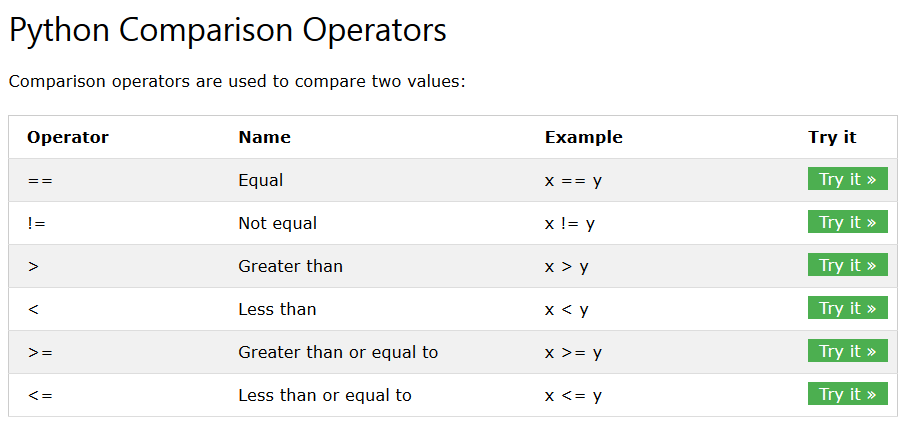 Python Comparison Operators
Comparison operators are used to compare two values:
Operator Name Example Try it
== Equal x == y Try it »
!= Not equal x != y Try it »
> Greater than x > y Try it »
< Less than x < y Try it »
>= Greater than or equal to x >= y Try it »
<= Less than or equal to x <= y Try it »